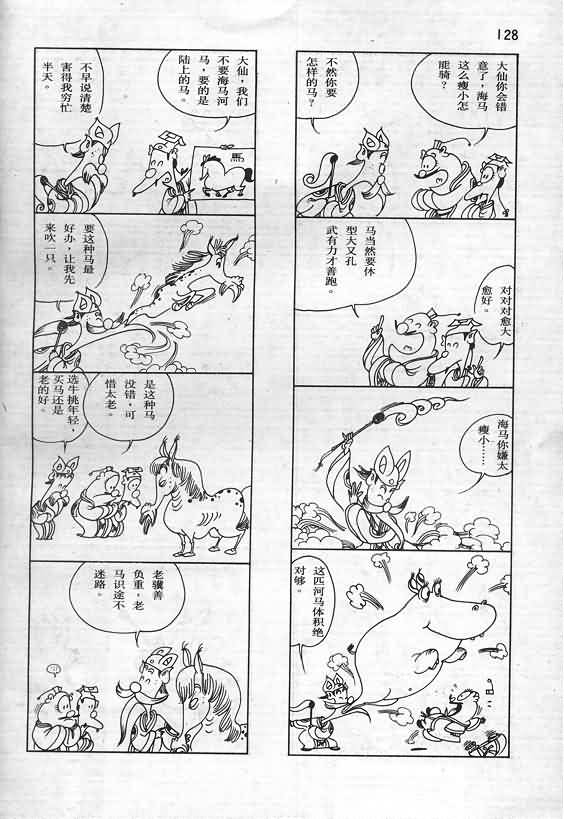 128
大仙你会错
意了，海马
这么瘦小怎
能骑？
不然你要
怎样的马？
马当然要体
型大又孔
武有力才善跑。
对对对愈大
愈好。
海马你嫌太
瘦小……
这匹河马体积绝
对够。
大仙，我们
不要海马河
马，要的是
陆上的马。
馬
不早说清楚
害得我穷忙
半天。
要这种马最
好办，让我先
来吹一只。
是这种马
没错，可
惜太老。
选牛挑年轻，
买马还是
老的好。
老骥善
负重，老
马识途不
迷路。